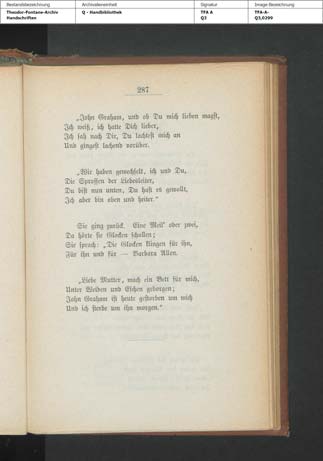 Bestandsbezeichnung Archivalieneinheit Signatur Image Bezeichnung
Theodor-Fontane-Archiv Q - Handbibliothek TFA A TFA-A-
Handschriften Q3 Q3,0299
287
„John Graham, und ob Du mich lieben magst,
Ich weiß, ich hatte Dich lieber,
Ich sah nach Dir, Du lachtest mich an
Und gingest lachend vorüber.
„Wir haben gewechselt, ich und Du,
Die Sprossen der Liebesleiter,
Du bist nun unten, Du hast es gewollt,
Ich aber bin oben und heiter.“
Sie ging zurück. Eine Meil' oder zwei,
Da hörte sie Glocken schallen;
Sie sprach: „Die Glocken klingen für ihn,
Für ihn und für — Barbara Allen.
„Liebe Mutter, mach ein Bett für mich,
Unter Weiden und Eschen geborgen;
John Graham ist heute gestorben um mich
Und ich sterbe um ihn morgen.“